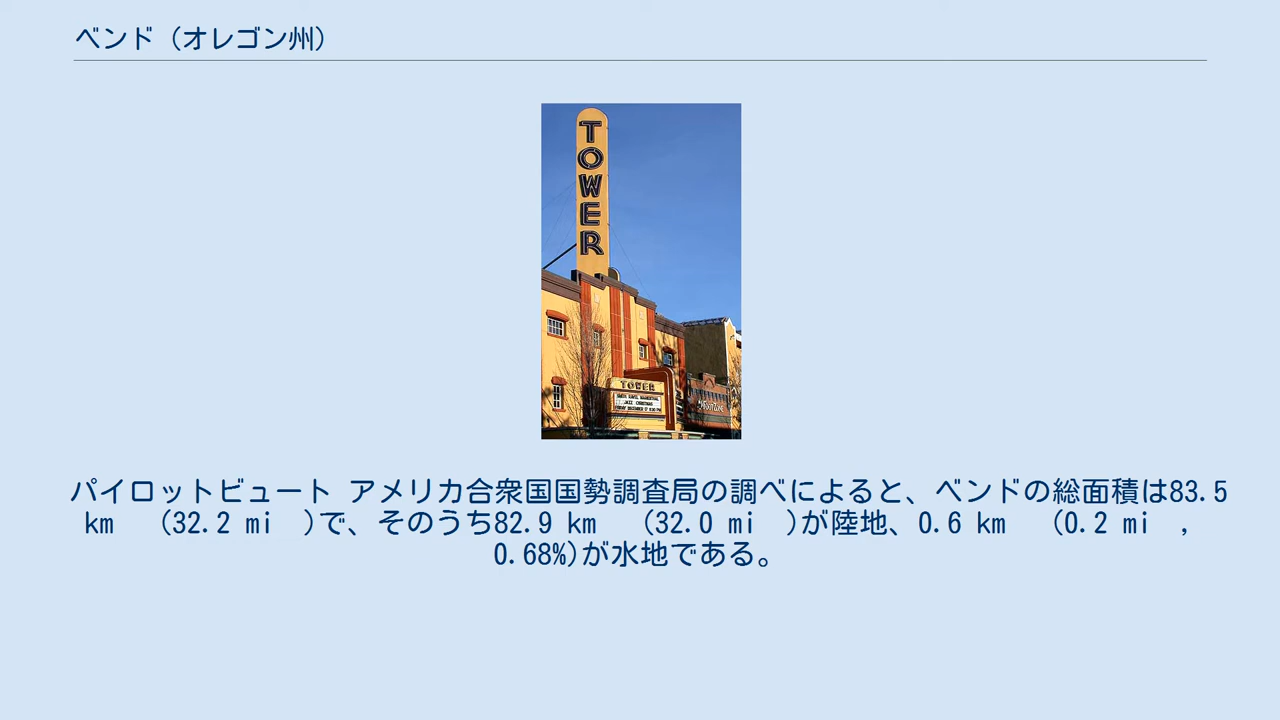 ベンド（オレゴン州）
TOWER
TOWER
JAZZ CHRISTMAS
パイロットビュート アメリカ合衆国国勢調査局の調べによると、ベンドの総面積は83.5
km (32.2 mi )で、そのうち82.9 km (32.0 mi )が陸地、0.6 km (0.2 mi ,
0.68%)が水地である。